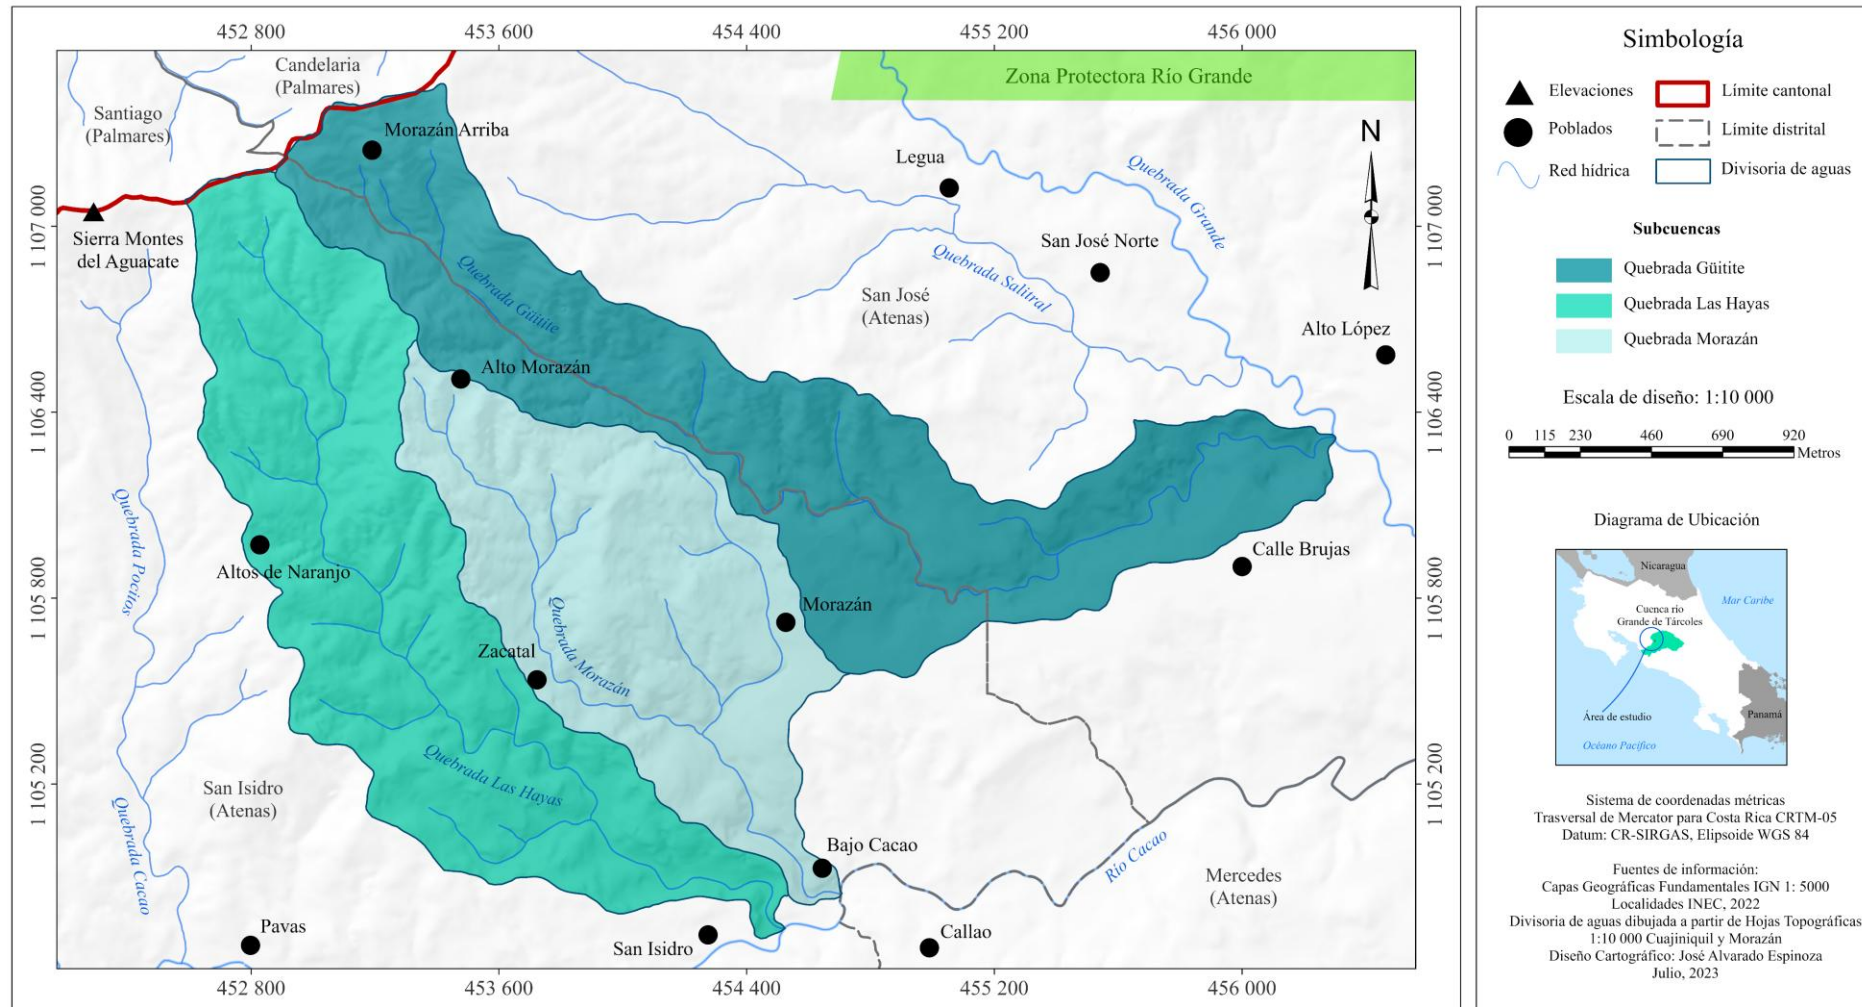 452 800
453 600
454 400
455 200
456 000
Candelaria
(Palmares)
Santiago
(Palmares)
Zona Protectora Río Grande
Morazán Arriba
N
Legua
Quebrada Grande
1 107 000
1 107 000
Sierra Montes
del Aguacate
San José Norte
Quebrada Güitite
Quebrada Salitral
San José
(Atenas)
Alto López
Alto Morazán
1 106 400
1 106 400
Quebrada Pocitos
Altos de Naranjo
Calle Brujas
1 105 800
1 105 800
Morazán
Quebrada Morazán
Zacatal
Quebrada Las Hayas
San Isidro
(Atenas)
1 105 200
1 105 200
Quebrada Cacao
Bajo Cacao
Río Cacao
Mercedes
(Atenas)
Pavas
San Isidro
Callao
452 800
453 600
454 400
455 200
456 000
Simbología
Elevaciones
Límite cantonal
Poblados
Límite distrital
Red hídrica
Divisoria de aguas
Subcuencas
Quebrada Güitite
Quebrada Las Hayas
Quebrada Morazán
Escala de diseño: 1:10 000
0 115 230 460 690 920
Metros
Diagrama de Ubicación
Nicaragua
Mar Caribe
Cuenca río
Grande de Tárcoles
Área de estudio
Panamá
Océano Pacífico
Sistema de coordenadas métricas
Trasversal de Mercator para Costa Rica CRTM-05
Datum: CR-SIRGAS, Elipsoide WGS 84
Fuentes de información:
Capas Geográficas Fundamentales IGN 1: 5000
Localidades INEC, 2022
Divisoria de aguas dibujada a partir de Hojas Topográficas
1:10 000 Cuajiniquil y Morazán
Diseño Cartográfico: José Alvarado Espinoza
Julio, 2023